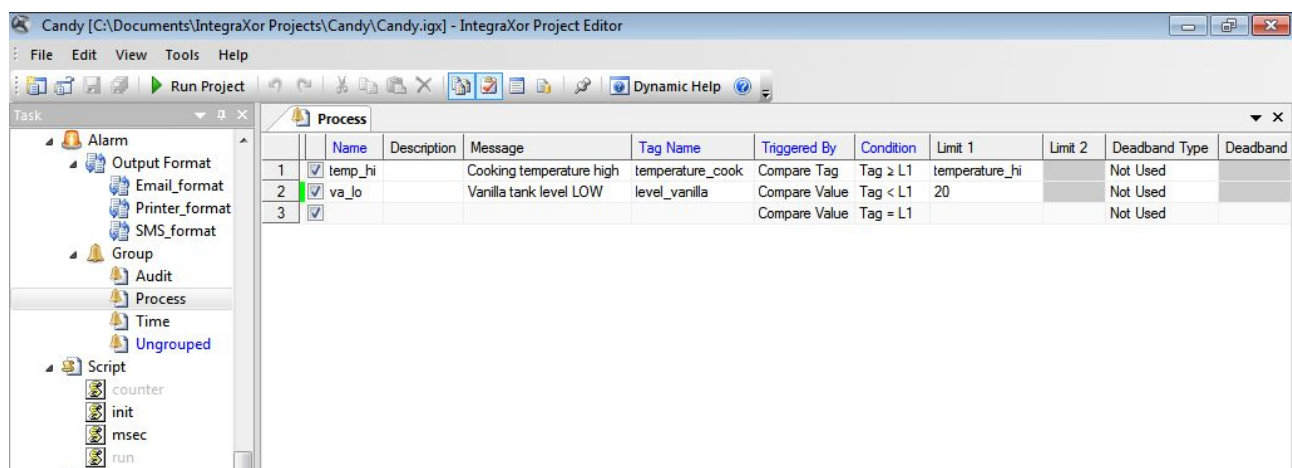 Candy [C:\Documents\IntegraXor Projects\Candy\Candy.igx] - IntegraXor Project Editor
File Edit View Tools Help
Run Project Dynamic Help
Task
Alarm
Output Format
Email_format
Printer_format
SMS_format
Group
Audit
Process
Time
Ungrouped
Script
counter
init
msec
run
Process
Name Description Message Tag Name Triggered By Condition Limit 1 Limit 2 Deadband Type Deadband
1 temp_hi Cooking temperature high temperature_cook Compare Tag Tag ≥ L1 temperature_hi Not Used
2 va_lo Vanilla tank level LOW level_vanilla Compare Value Tag < L1 20 Not Used
3 Compare Value Tag = L1 Not Used